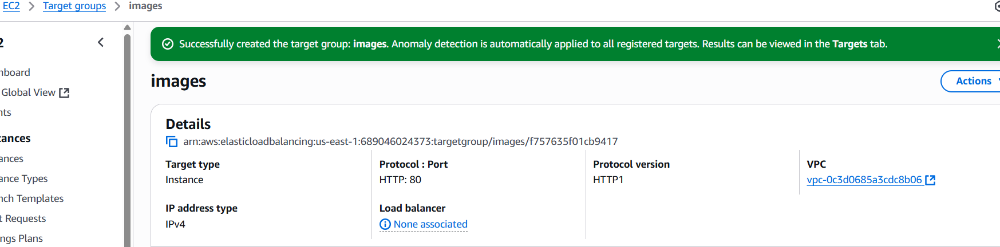 EC2 > Target groups > images
2
Successfully created the target group: images. Anomaly detection is automatically applied to all registered targets. Results can be viewed in the Targets tab.
nboard
Global View
nts
tances
ances
ance Types
nch Templates
t Requests
ngs Plans
images
Actions
Details
arn:aws:elasticloadbalancing:us-east-1:689046024373:targetgroup/images/f757635f01cb9417
Target type
Instance
Protocol : Port
HTTP: 80
Protocol version
HTTP1
VPC
vpc-0c3d0685a3cdc8b06
IP address type
IPv4
Load balancer
None associated